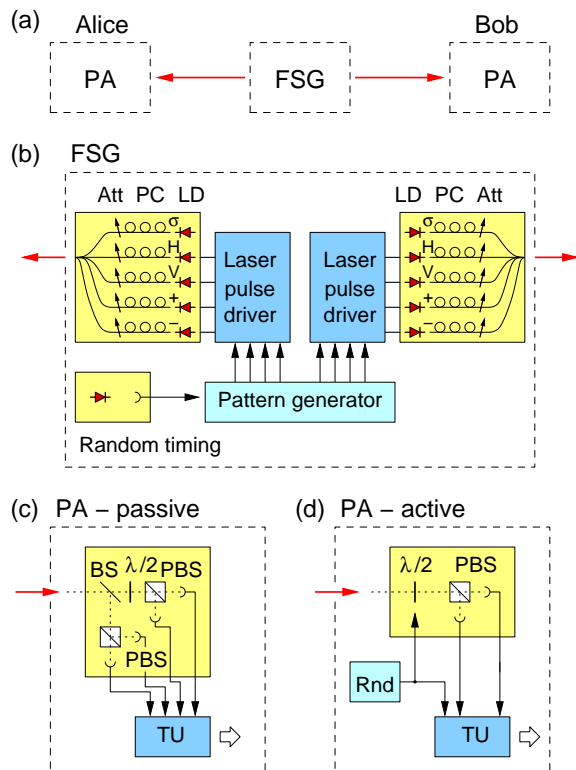 (a) Alice Bob
PA FSG PA
(b) FSG
Att PC LD LD PC Att
σ σ
H H
V V
+ +
− −
Laser pulse driver
Laser pulse driver
Pattern generator
Random timing
(c) PA – passive
BS λ/2 PBS
PBS
TU
(d) PA – active
λ/2 PBS
Rnd
TU